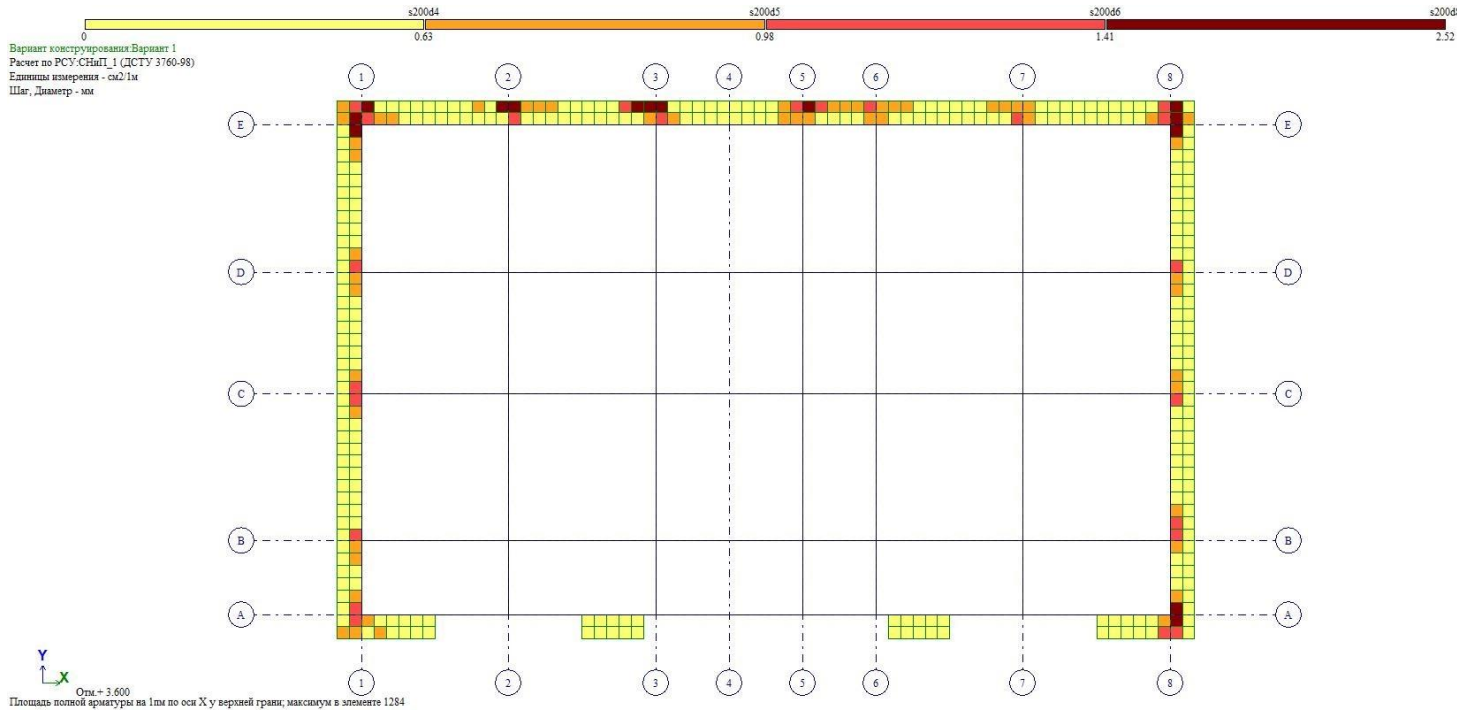 s200d4 s200d5 s200d6 s200d8
0 0.63 0.98 1.41 2.52
Вариант конструирования:Вариант 1
Расчет по РСУ:СНиП_1 (ДСТУ 3760-98)
Единицы измерения - см2/1м
Шаг, Диаметр - мм
1 2 3 4 5 6 7 8
E E
D D
C C
B B
A A
1 2 3 4 5 6 7 8
Y
X
Отм.+ 3.600
Площадь полной арматуры на 1пм по оси X у верхней грани; максимум в элементе 1284